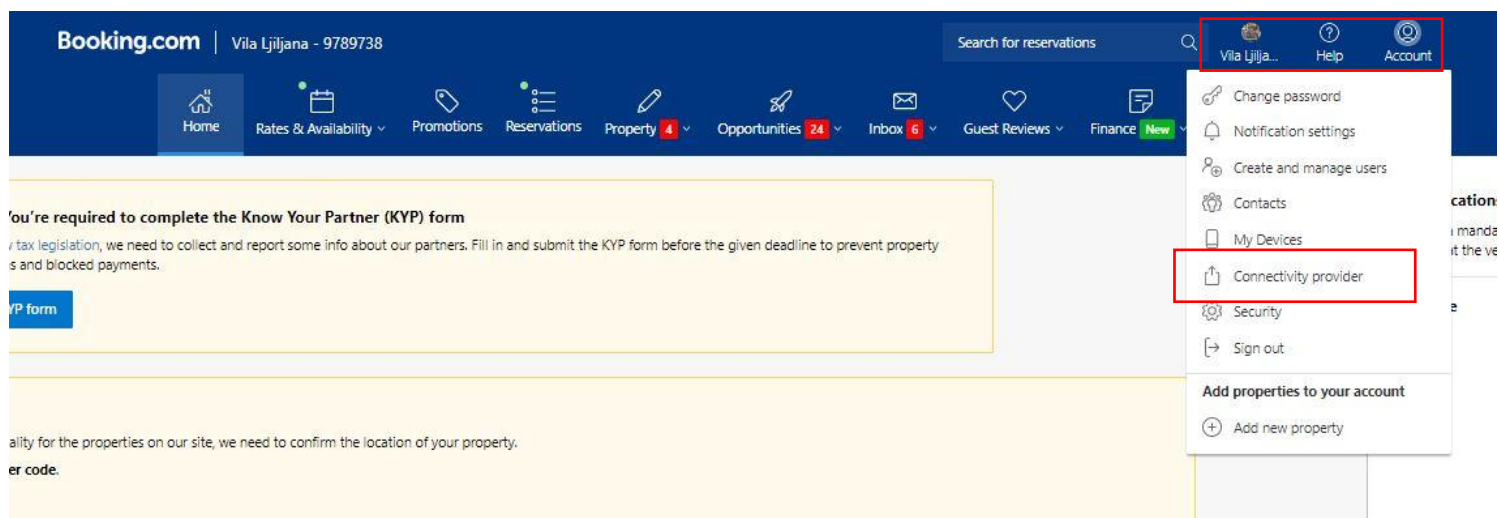 Booking.com | Vila Ljiljana - 9789738
Search for reservations
Vila Ljilja...
Help
Account
Home
Rates & Availability
Promotions
Reservations
Property 4
Opportunities 24
Inbox 6
Guest Reviews
Finance New
Change password
Notification settings
Create and manage users
Contacts
My Devices
Connectivity provider
Security
Sign out
Add properties to your account
Add new property
You're required to complete the Know Your Partner (KYP) form
tax legislation, we need to collect and report some info about our partners. Fill in and submit the KYP form before the given deadline to prevent property
s and blocked payments.
YP form
ality for the properties on our site, we need to confirm the location of your property.
er code.
cation
manda
t the ve
e